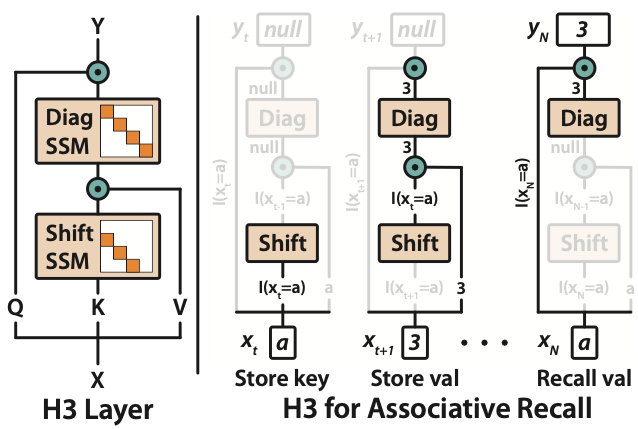 Y
Diag
SSM
Shift
SSM
Q K V
X
H3 Layer
y_t null
null
Diag
null
I(x_t=a)
I(x_{t-1}=a)
Shift
I(x_t=a) a
x_t a
Store key
y_{t+1} null
3
Diag
3
I(x_{t+1}=a)
I(x_t=a)
Shift
I(x_{t+1}=a) 3
x_{t+1} 3
Store val
• • •
y_N 3
3
Diag
null
I(x_N=a)
I(x_{N-1}=a)
Shift
I(x_N=a) a
x_N a
Recall val
H3 for Associative Recall